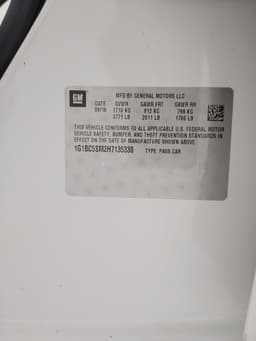 GM
MFD BY GENERAL MOTORS LLC
DATE GVWR GAWR FRT GAWR RR
1710 KG 912 KG 798 KG
3771 LB 2011 LB 1760 LB
THIS VEHICLE CONFORMS TO ALL APPLICABLE U.S. FEDERAL MOTOR
VEHICLE SAFETY, BUMPER, AND THEFT PREVENTION STANDARDS IN
EFFECT ON THE DATE OF MANUFACTURE SHOWN ABOVE.
1G1BC5SM2H7135330 TYPE: PASS CAR